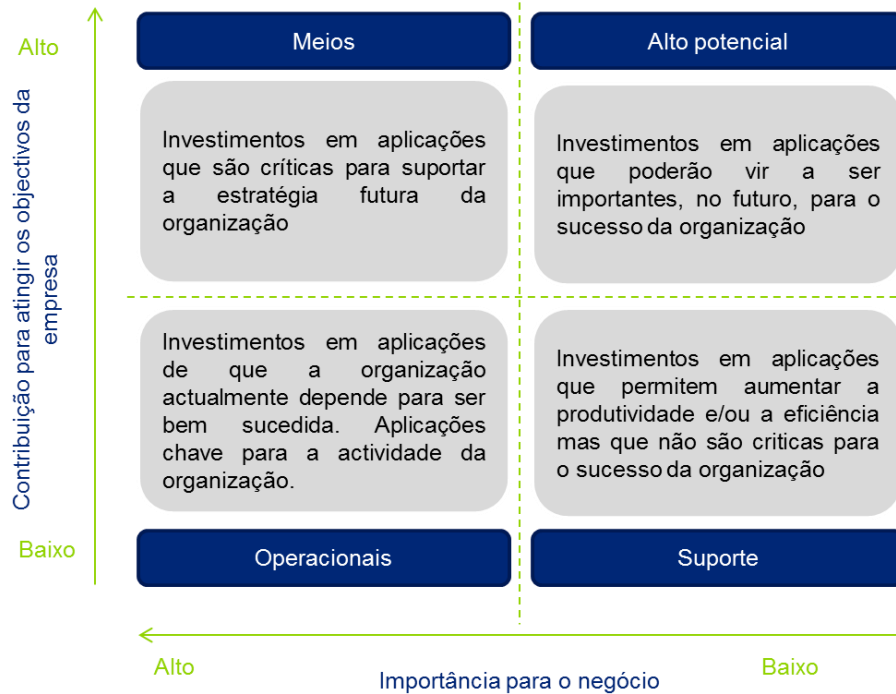 Alto
Meios
Alto potencial
Contribuição para atingir os objectivos da
empresa
Investimentos em aplicações
que são críticas para suportar
a estratégia futura da
organização
Investimentos em aplicações
que poderão vir a ser
importantes, no futuro, para o
sucesso da organização
Investimentos em aplicações
de que a organização
actualmente depende para ser
bem sucedida. Aplicações
chave para a actividade da
organização.
Investimentos em aplicações
que permitem aumentar a
produtividade e/ou a eficiência
mas que não são criticas para
o sucesso da organização
Baixo
Operacionais
Suporte
Alto
Baixo
Importância para o negócio